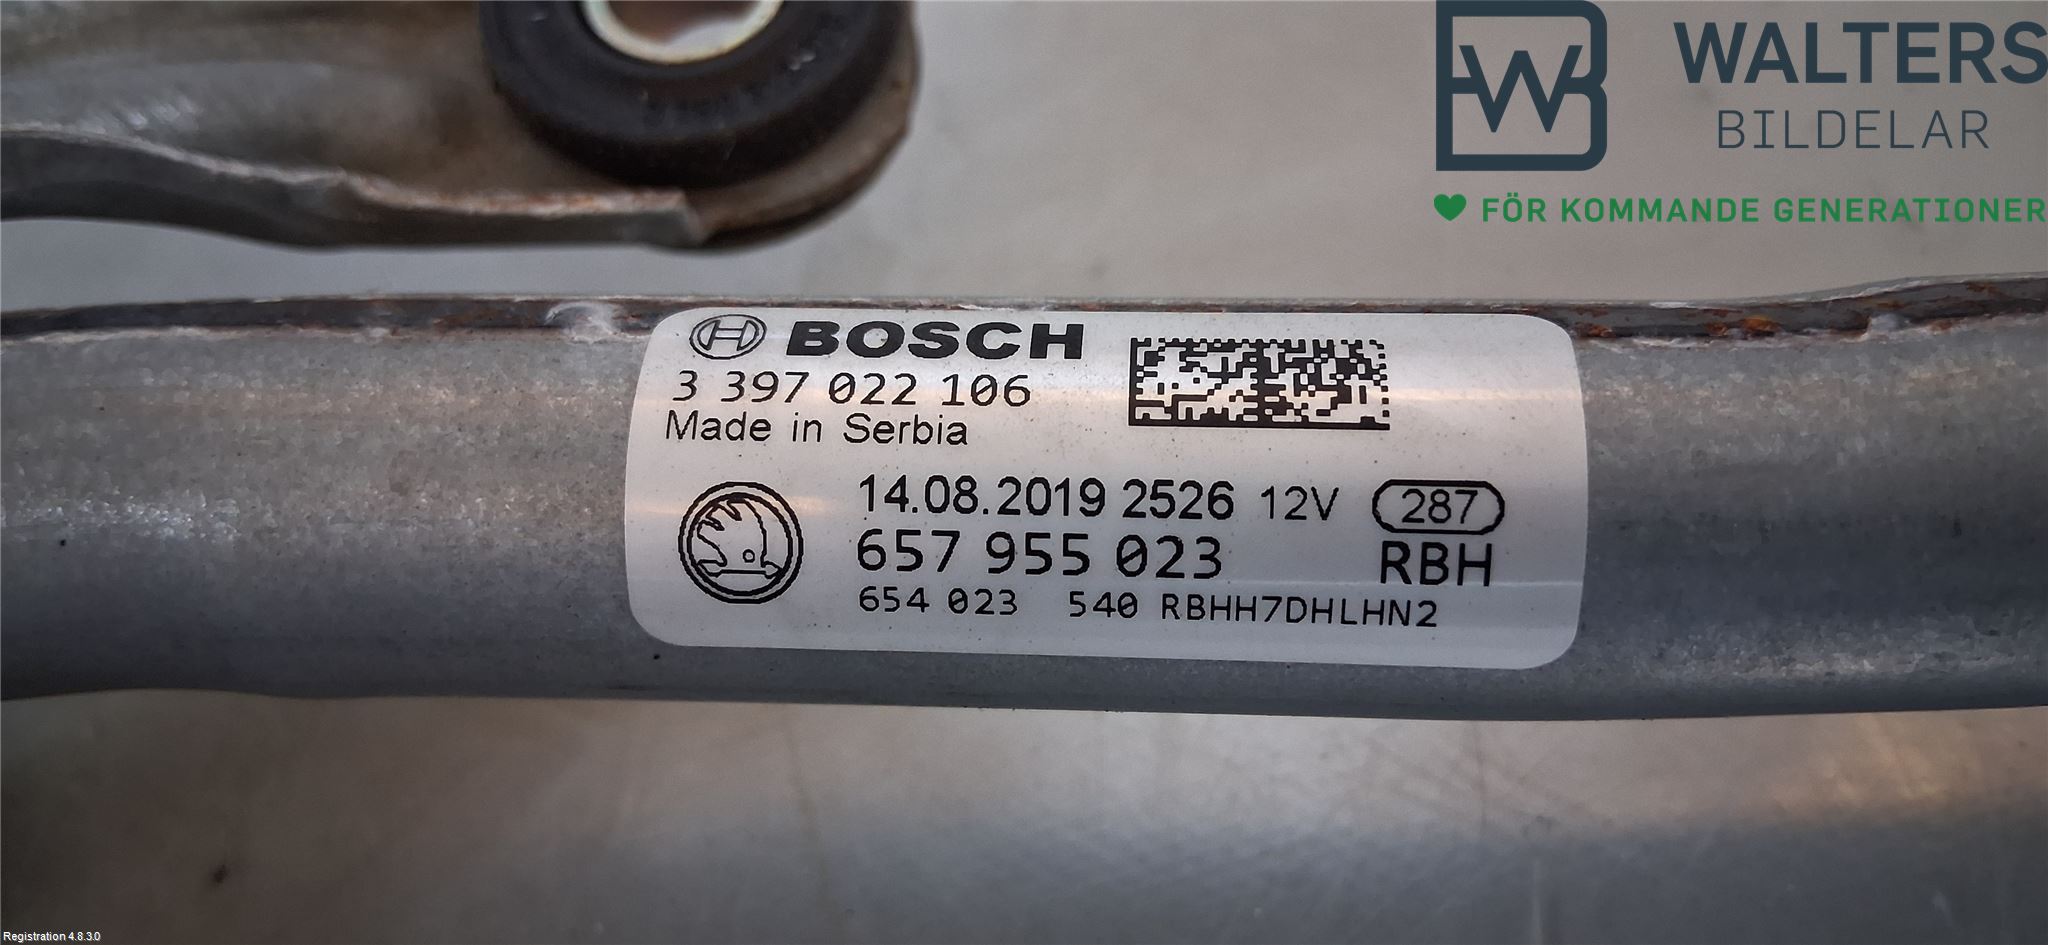 WALTERS
BILDELAR
FÖR KOMMANDE GENERATIONER
BOSCH
3 397 022 106
Made in Serbia
14.08.2019 2526 12V 287
657 955 023 RBH
654 023 540 RBHH7DHLHN2
Registration 4.8.3.0